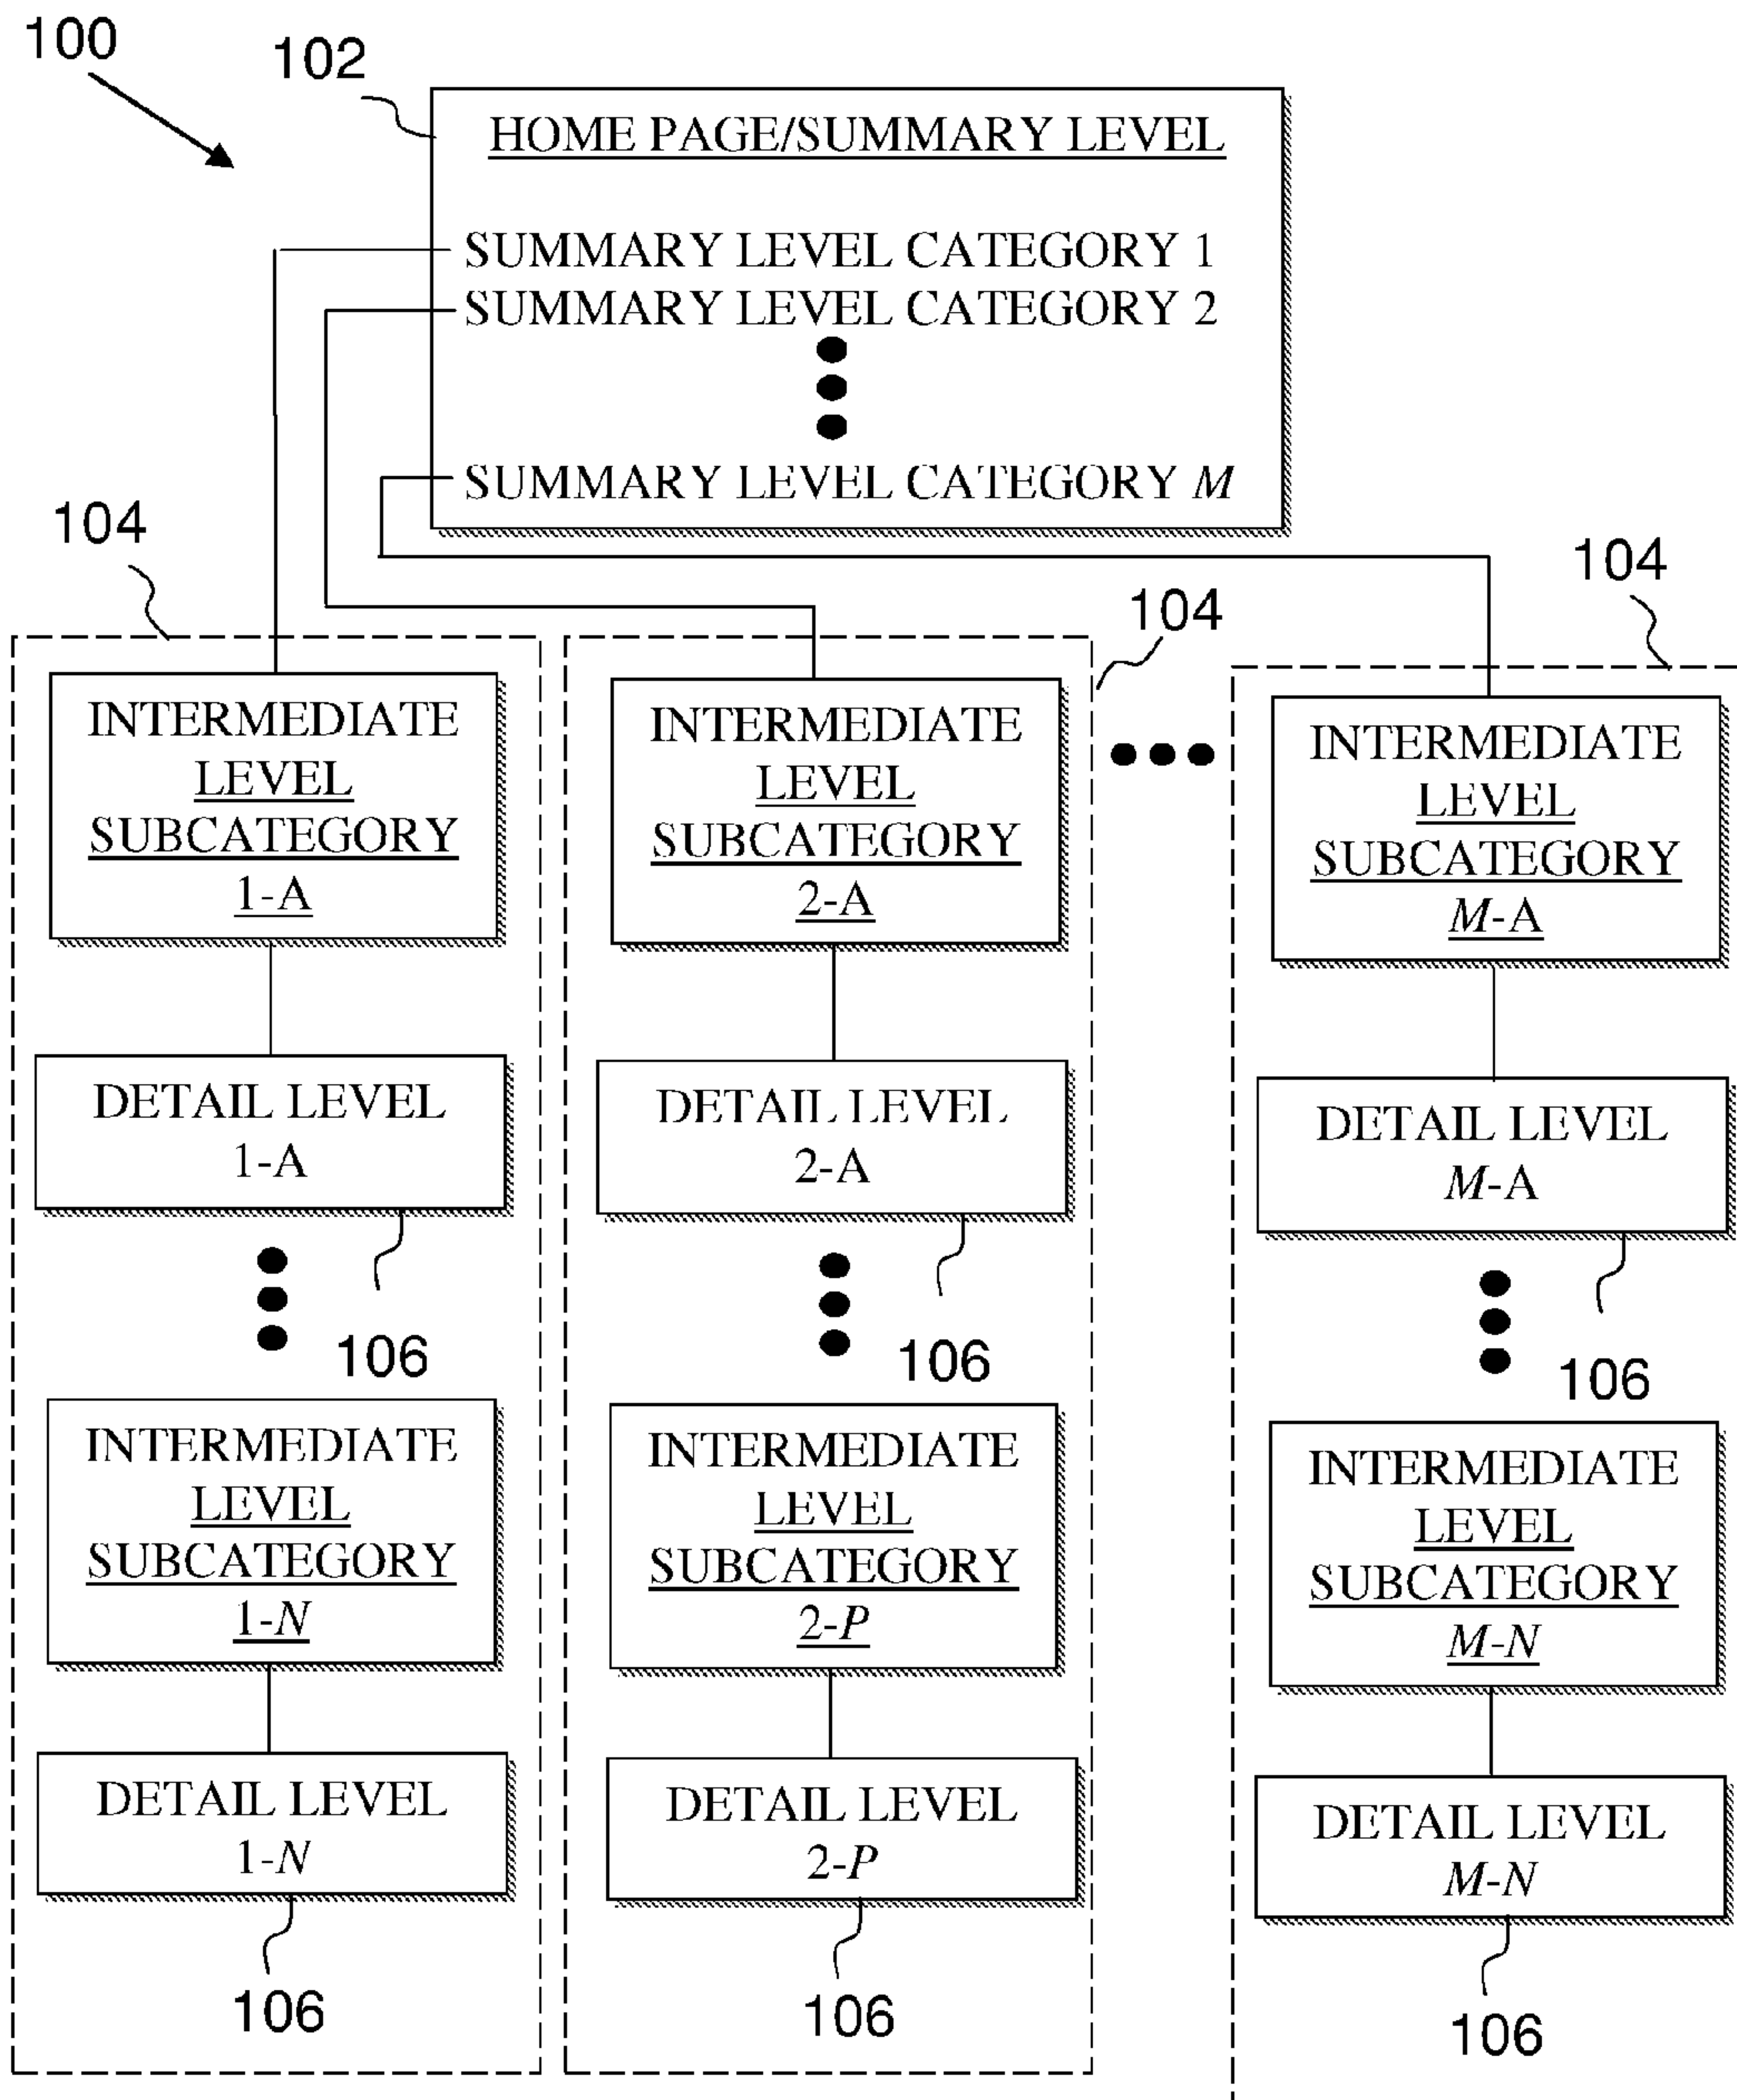 100
102
HOME PAGE/SUMMARY LEVEL
SUMMARY LEVEL CATEGORY 1
SUMMARY LEVEL CATEGORY 2
SUMMARY LEVEL CATEGORY M
104
104
104
INTERMEDIATE
LEVEL
SUBCATEGORY
1-A
DETAIL LEVEL
1-A
106
INTERMEDIATE
LEVEL
SUBCATEGORY
1-N
DETAIL LEVEL
1-N
106
INTERMEDIATE
LEVEL
SUBCATEGORY
2-A
DETAIL LEVEL
2-A
106
INTERMEDIATE
LEVEL
SUBCATEGORY
2-P
DETAIL LEVEL
2-P
106
INTERMEDIATE
LEVEL
SUBCATEGORY
M-A
DETAIL LEVEL
M-A
106
INTERMEDIATE
LEVEL
SUBCATEGORY
M-N
DETAIL LEVEL
M-N
106